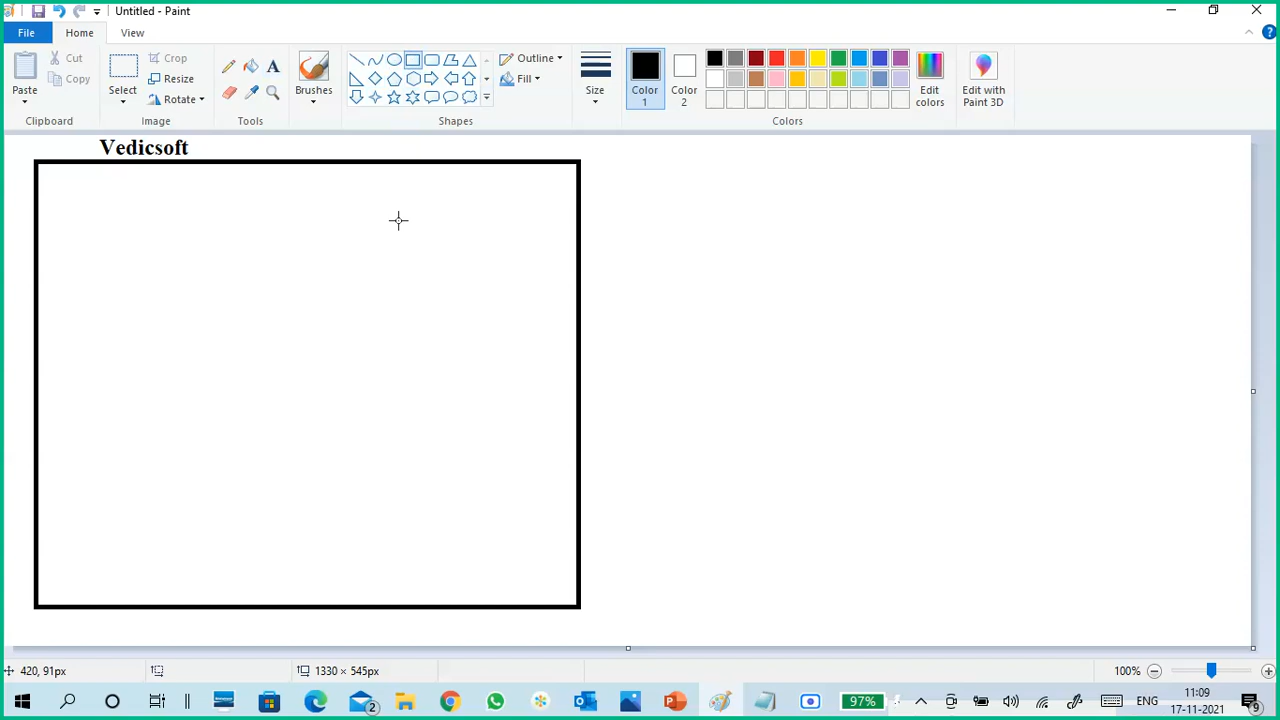 Untitled - Paint
File
Home
View
Paste
Cut
Copy
Clipboard
Select
Crop
Resize
Rotate
Image
A
Tools
Brushes
Outline
Fill
Shapes
Size
Color 1
Color 2
Edit colors
Colors
Edit with Paint 3D
Vedicsoft
420, 91px
1330 × 545px
100%
2
97%
ENG
11:09
17-11-2021
9